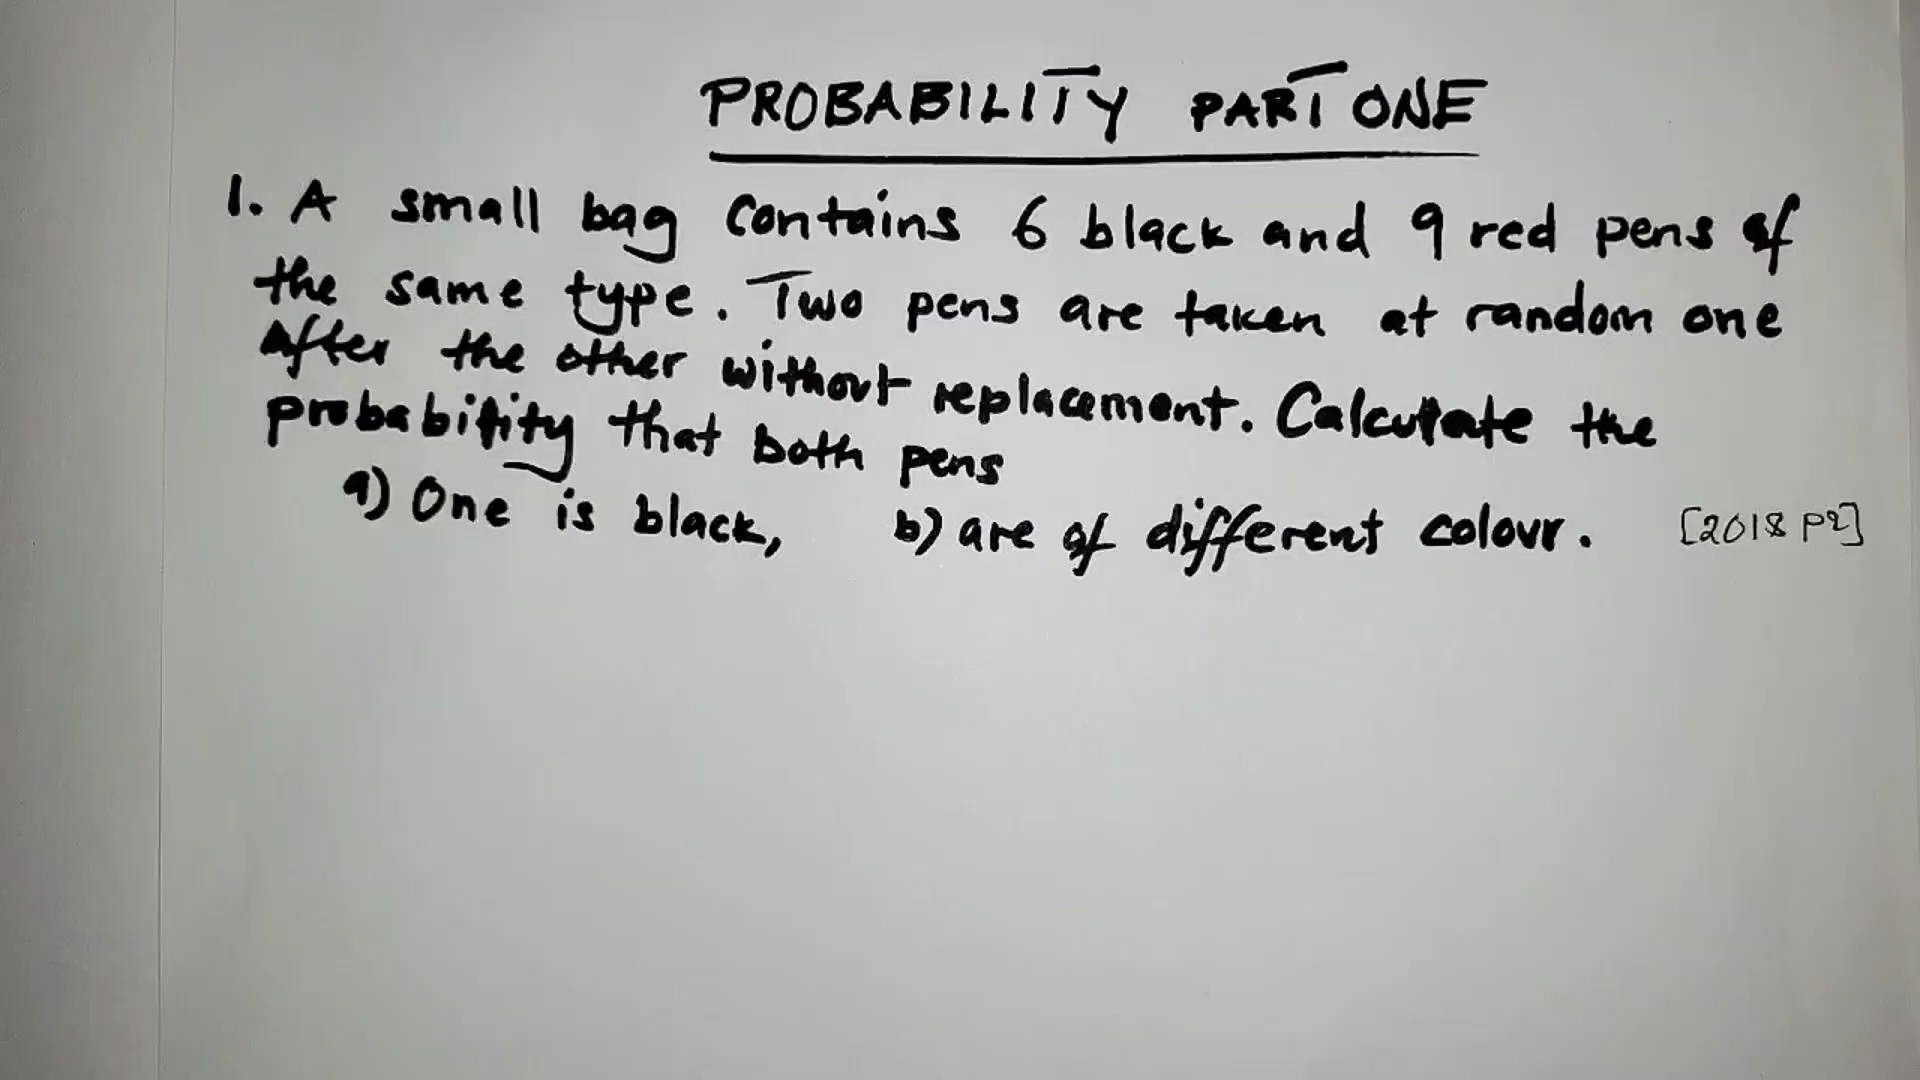 PROBABILITY PART ONE
1. A small bag contains 6 black and 9 red pens of
the same type. Two pens are taken at random one
after the other without replacement. Calculate the
probability that both pens
a) One is black, b) are of different colour. [2018 P2]